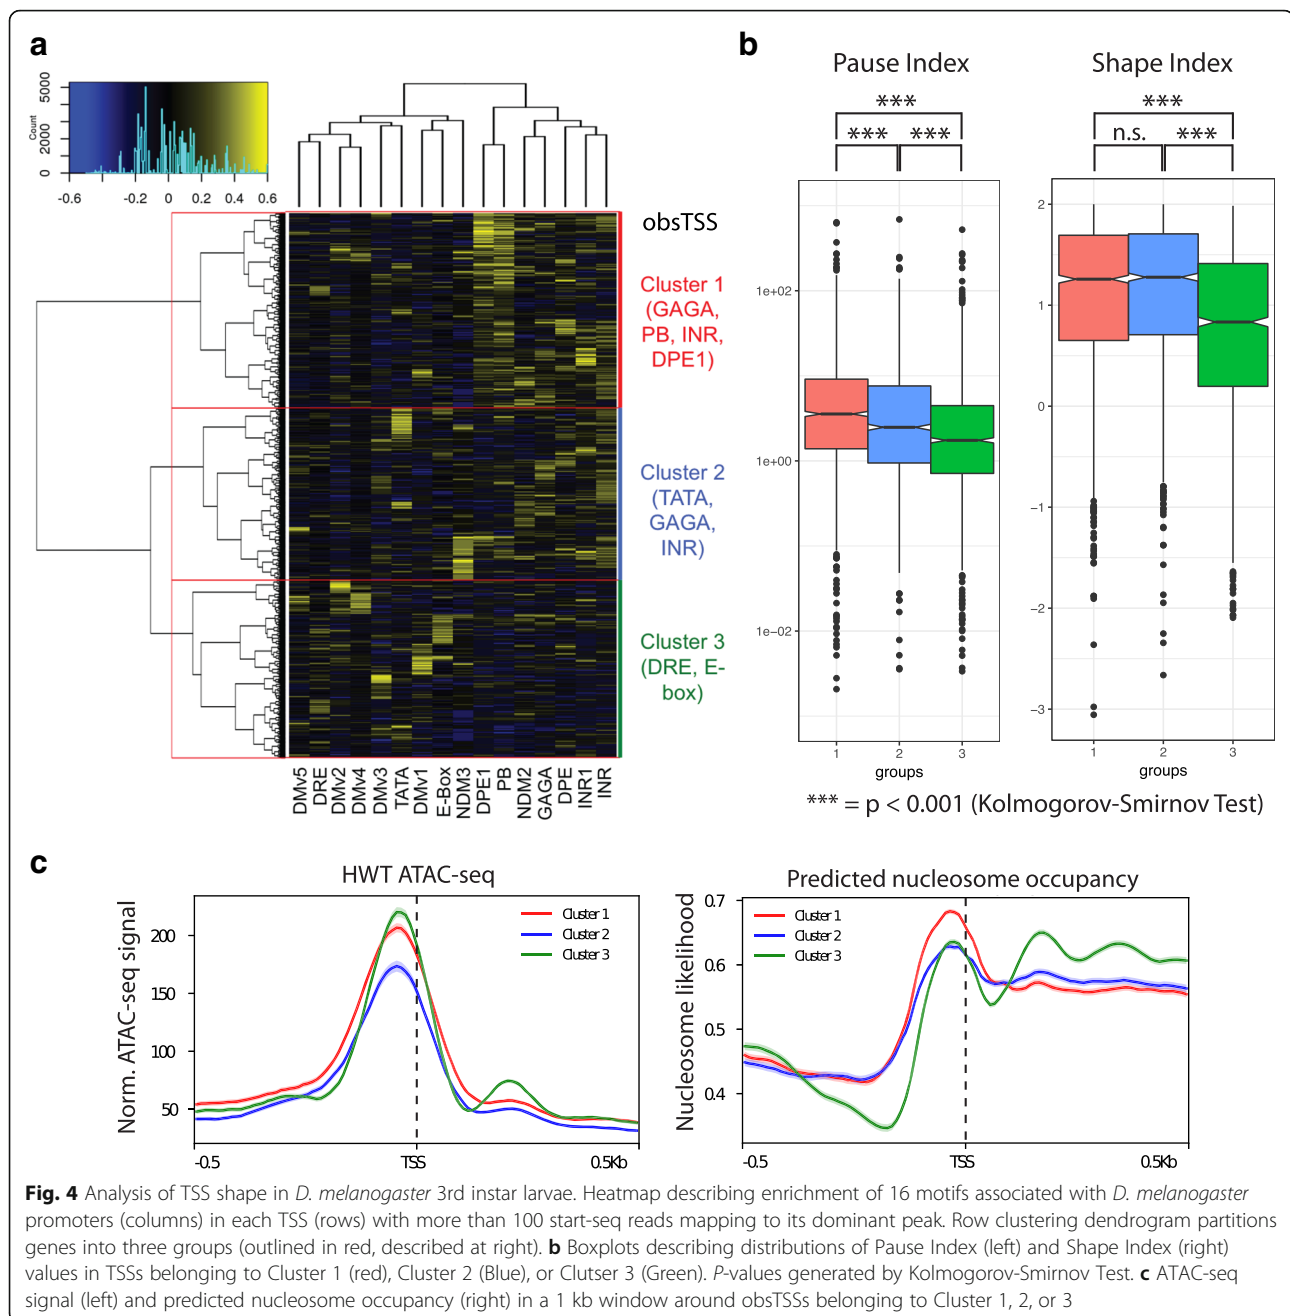 a
5000
2000
0
Count
-0.6
-0.2
0
0.2
0.6
obsTSS
Cluster 1
(GAGA,
PB, INR,
DPE1)
Cluster 2
(TATA,
GAGA,
INR)
Cluster 3
(DRE, E-
box)
DMv5
DRE
DMv2
DMv4
DMv3
TATA
DMv1
E-Box
NDM3
DPE1
PB
NDM2
GAGA
DPE
INR1
INR
b
Pause Index
***
*** ***
1e+02
1e+00
1e−02
1 2 3
groups
Shape Index
***
n.s. ***
2
1
0
−1
−2
−3
1 2 3
groups
*** = p < 0.001 (Kolmogorov-Smirnov Test)
c
HWT ATAC-seq
Norm. ATAC-seq signal
200
150
100
50
Cluster 1
Cluster 2
Cluster 3
-0.5 TSS 0.5Kb
Predicted nucleosome occupancy
Nucleosome likelihood
0.7
0.6
0.5
0.4
Cluster 1
Cluster 2
Cluster 3
-0.5 TSS 0.5Kb
Fig. 4 Analysis of TSS shape in D. melanogaster 3rd instar larvae. Heatmap describing enrichment of 16 motifs associated with D. melanogaster
promoters (columns) in each TSS (rows) with more than 100 start-seq reads mapping to its dominant peak. Row clustering dendrogram partitions
genes into three groups (outlined in red, described at right). b Boxplots describing distributions of Pause Index (left) and Shape Index (right)
values in TSSs belonging to Cluster 1 (red), Cluster 2 (Blue), or Clutser 3 (Green). P-values generated by Kolmogorov-Smirnov Test. c ATAC-seq
signal (left) and predicted nucleosome occupancy (right) in a 1 kb window around obsTSSs belonging to Cluster 1, 2, or 3